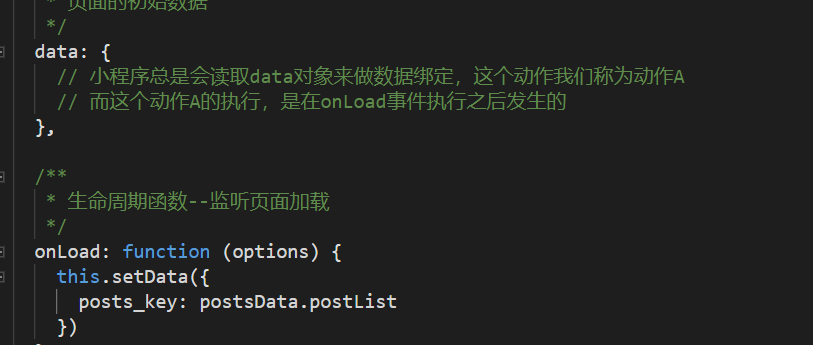 * 页面的初始数据
*/
data: {
// 小程序总是会读取data对象来做数据绑定，这个动作我们称为动作A
// 而这个动作A的执行，是在onLoad事件执行之后发生的
},
/**
* 生命周期函数--监听页面加载
*/
onLoad: function (options) {
this.setData({
posts_key: postsData.postList
})